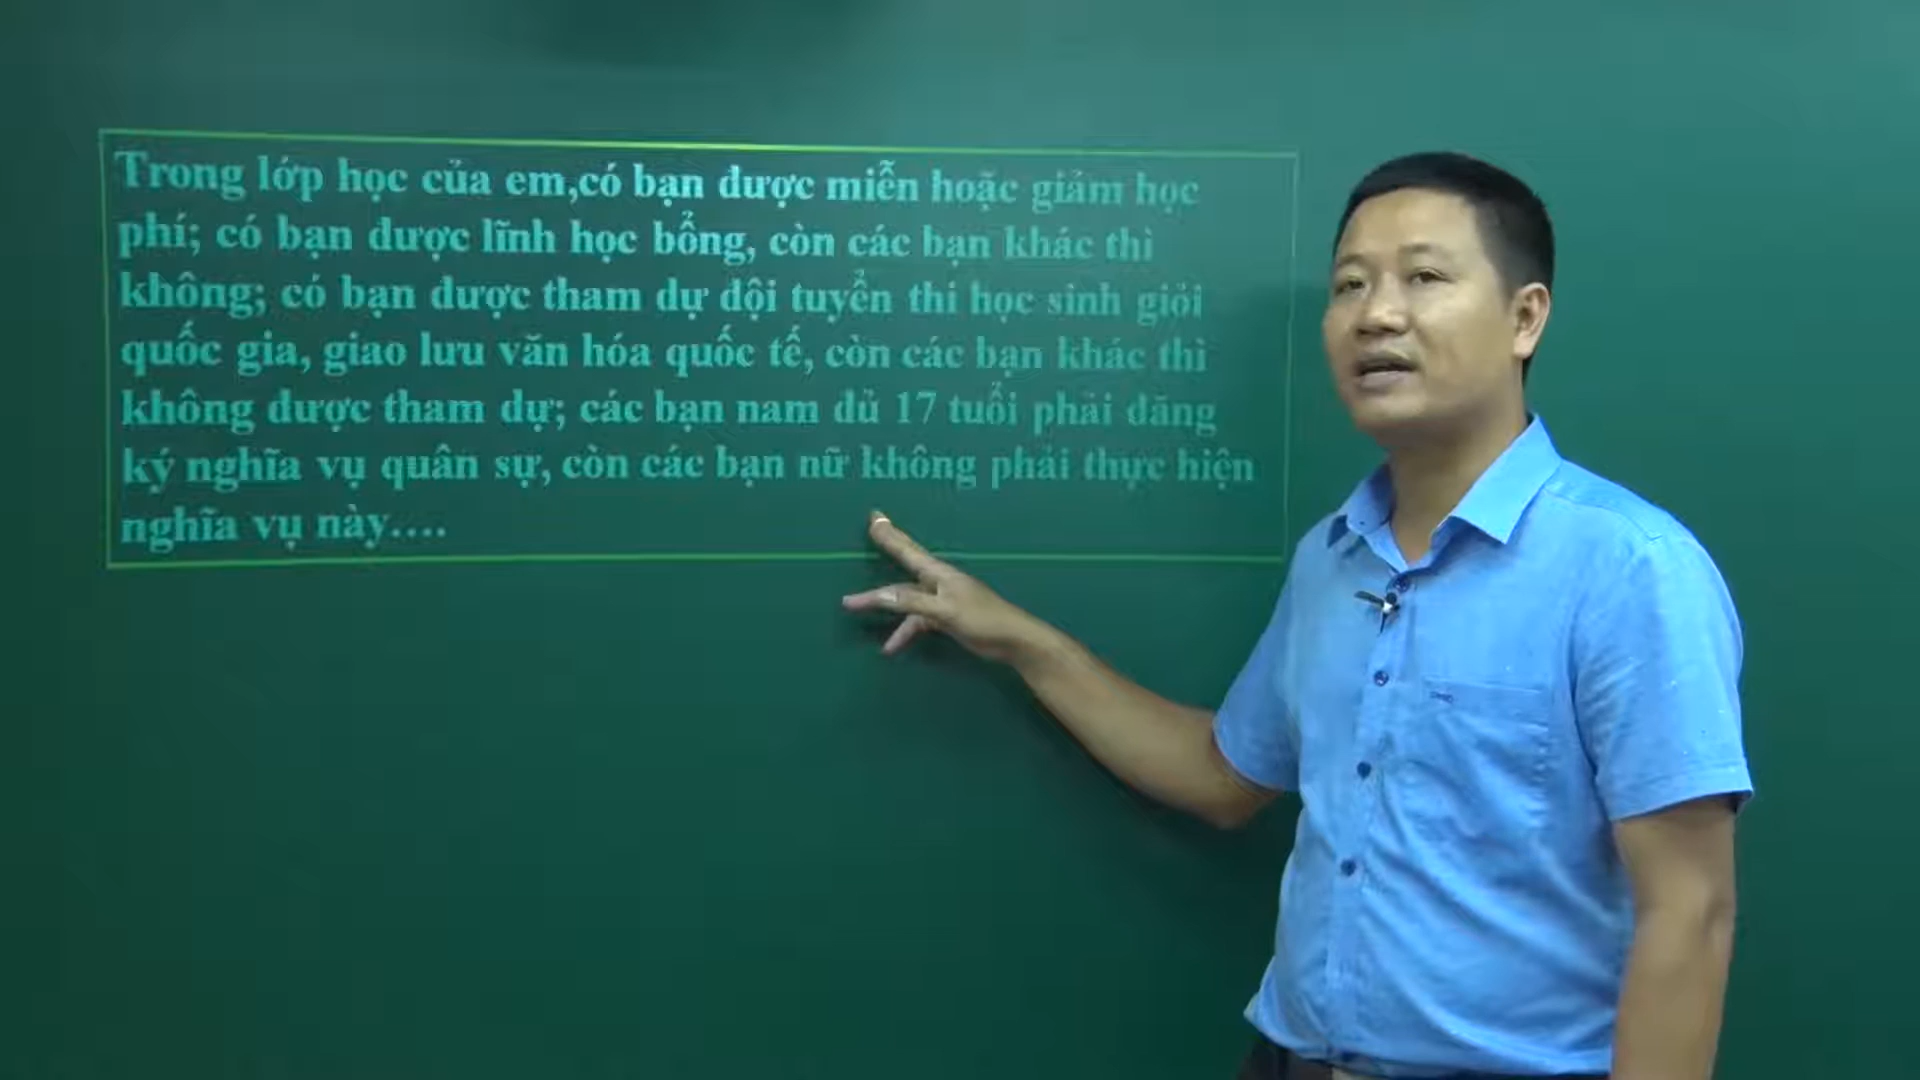 Trong lớp học của em,có bạn được miễn hoặc giảm học
phí; có bạn được lĩnh học bổng, còn các bạn khác thì
không; có bạn được tham dự đội tuyển thi học sinh giỏi
quốc gia, giao lưu văn hóa quốc tế, còn các bạn khác thì
không được tham dự; các bạn nam đủ 17 tuổi phải đăng
ký nghĩa vụ quân sự, còn các bạn nữ không phải thực hiện
nghĩa vụ này....